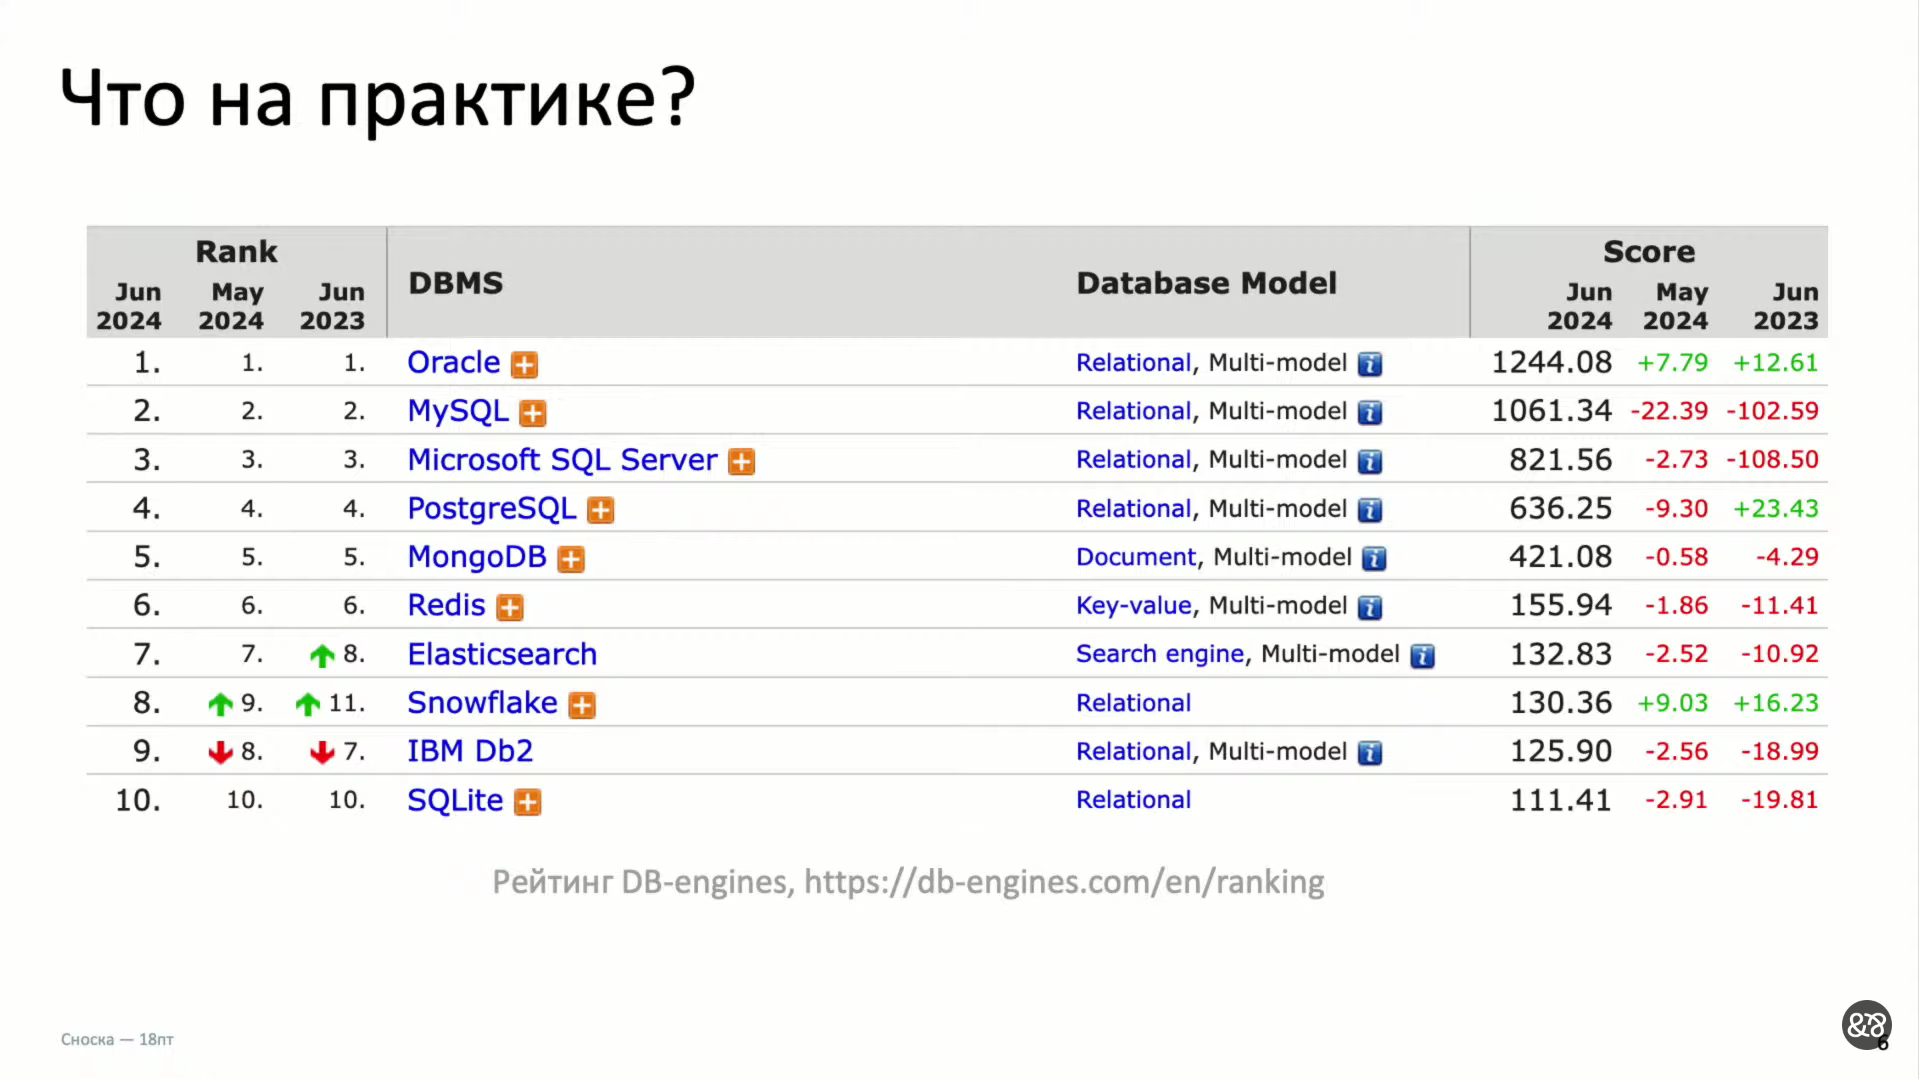 Что на практике?
Rank DBMS Database Model Score
Jun 2024 May 2024 Jun 2023 Jun 2024 May 2024 Jun 2023
1. 1. 1. Oracle Relational, Multi-model 1244.08 +7.79 +12.61
2. 2. 2. MySQL Relational, Multi-model 1061.34 -22.39 -102.59
3. 3. 3. Microsoft SQL Server Relational, Multi-model 821.56 -2.73 -108.50
4. 4. 4. PostgreSQL Relational, Multi-model 636.25 -9.30 +23.43
5. 5. 5. MongoDB Document, Multi-model 421.08 -0.58 -4.29
6. 6. 6. Redis Key-value, Multi-model 155.94 -1.86 -11.41
7. 7. 8. Elasticsearch Search engine, Multi-model 132.83 -2.52 -10.92
8. 9. 11. Snowflake Relational 130.36 +9.03 +16.23
9. 8. 7. IBM Db2 Relational, Multi-model 125.90 -2.56 -18.99
10. 10. 10. SQLite Relational 111.41 -2.91 -19.81
Рейтинг DB-engines, https://db-engines.com/en/ranking
Сноска — 18пт
6